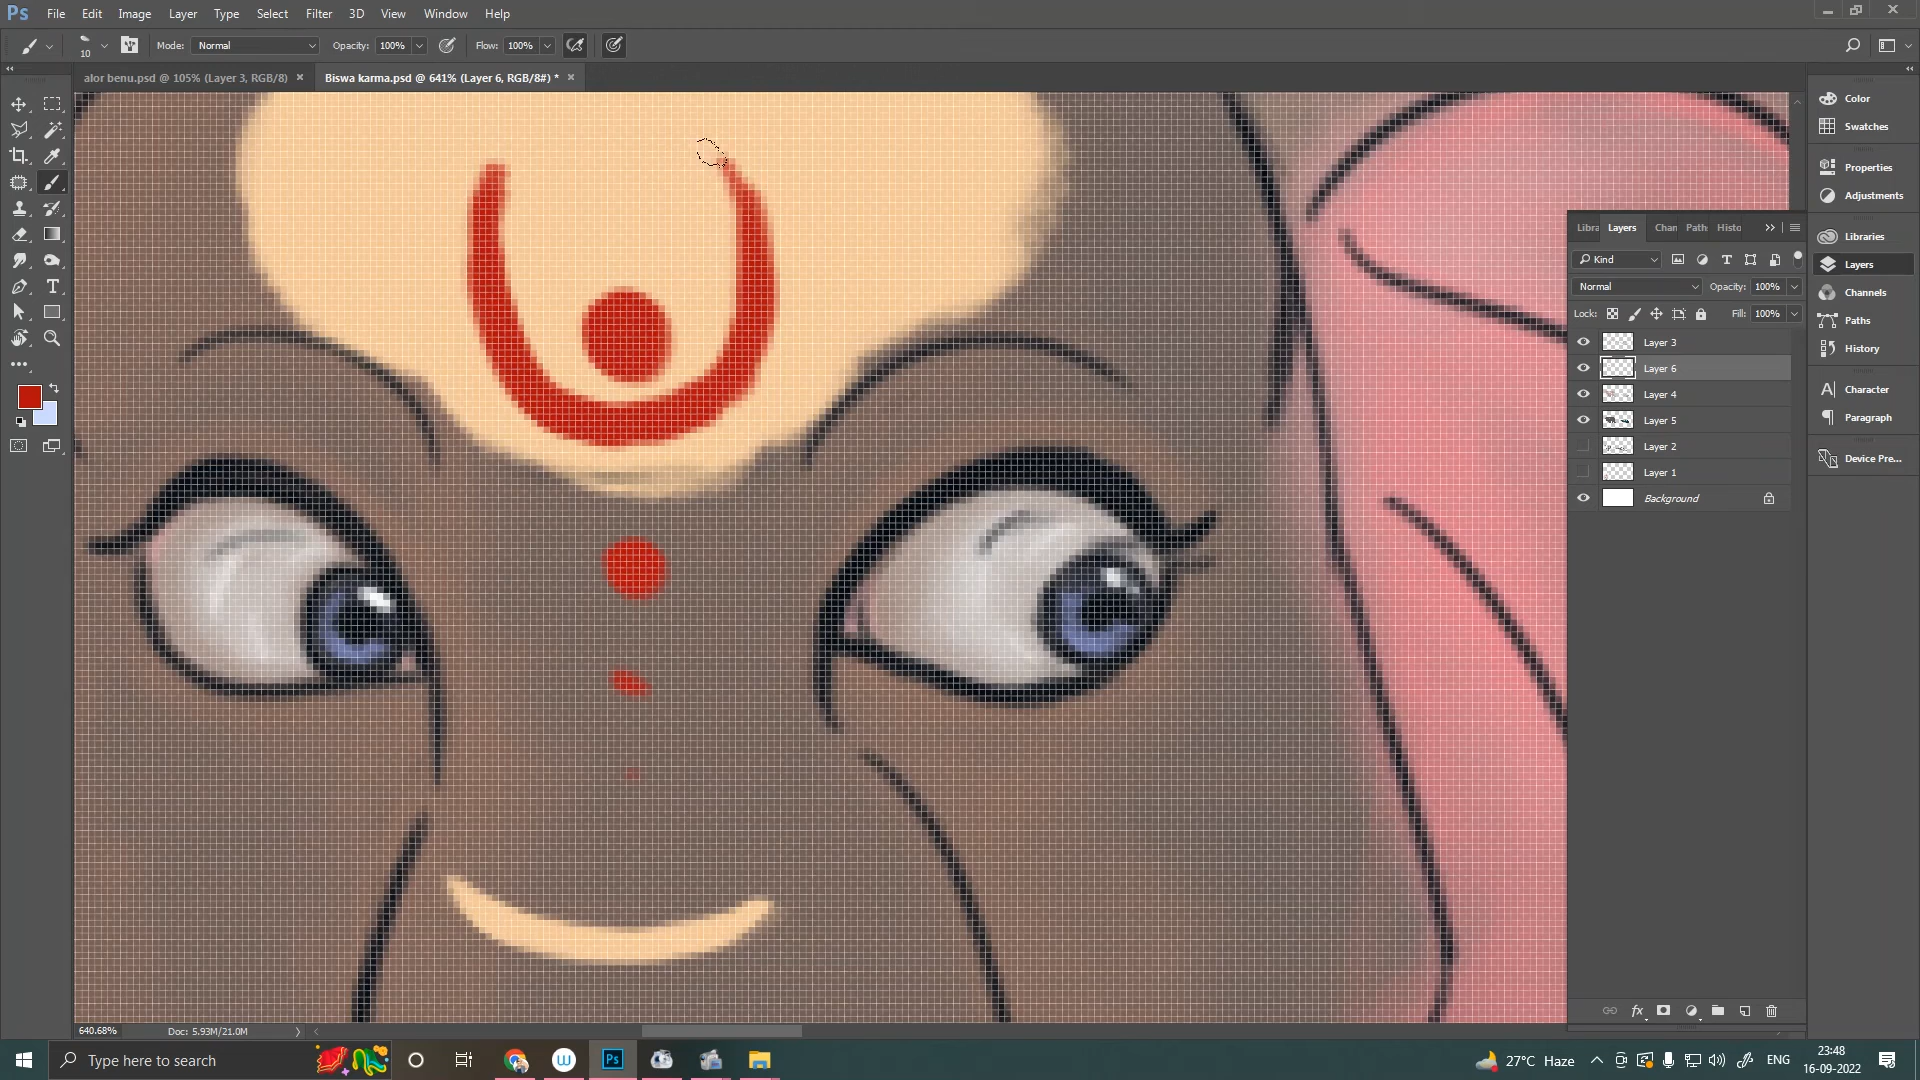 Ps File Edit Image Layer Type Select Filter 3D View Window Help
10 Mode: Normal Opacity: 100% Flow: 100%
alor benu.psd @ 105% (Layer 3, RGB/8) × Biswa karma.psd @ 641% (Layer 6, RGB/8#) * ×
Color
Swatches
Properties
Adjustments
Libraries
Layers
Channels
Paths
History
Character
Paragraph
Device Pre...
Libra Layers Chan Path Histo
Kind
Normal Opacity: 100%
Lock: Fill: 100%
Layer 3
Layer 6
Layer 4
Layer 5
Layer 2
Layer 1
Background
fx
640.68% Doc: 5.93M/21.0M
Type here to search
Ps
27°C Haze
ENG
23:48
16-09-2022